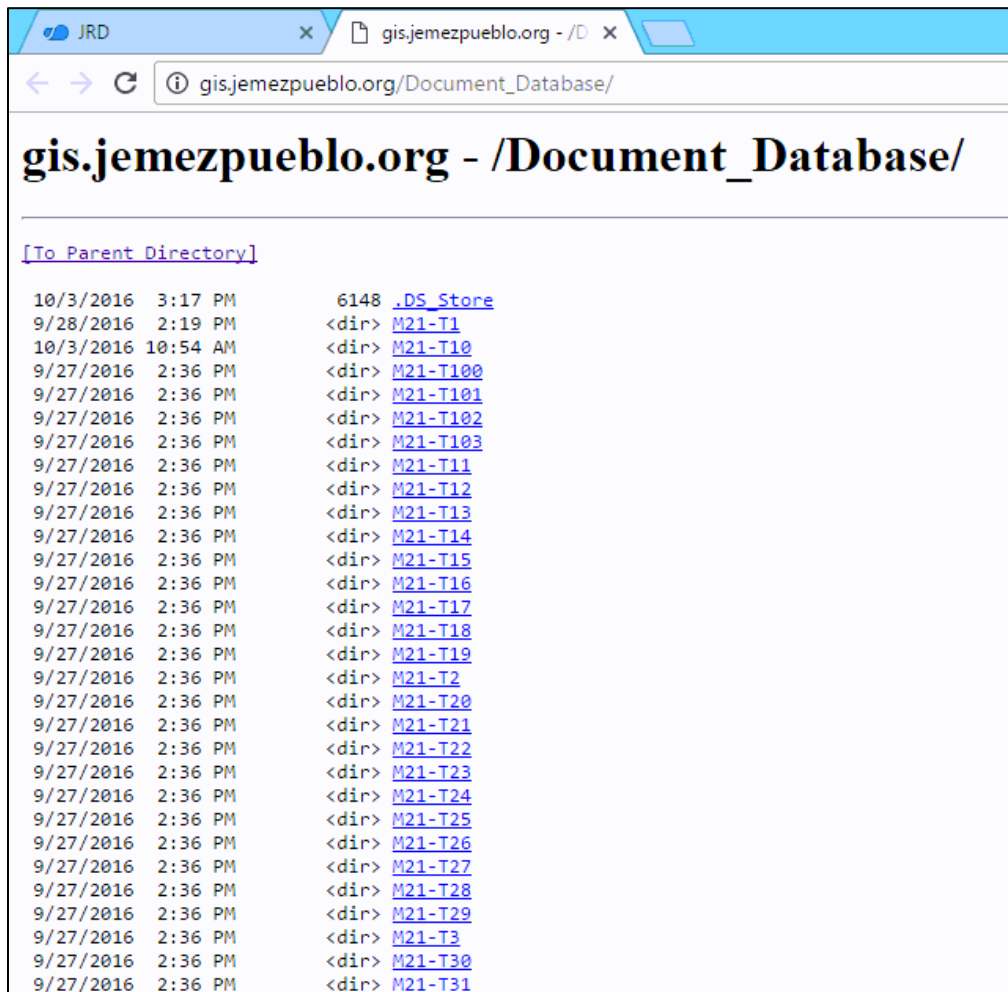 JRD
gis.jemezpueblo.org - /D
gis.jemezpueblo.org/Document_Database/
gis.jemezpueblo.org - /Document_Database/
[To Parent Directory]
10/3/2016 3:17 PM 6148 .DS_Store
9/28/2016 2:19 PM <dir> M21-T1
10/3/2016 10:54 AM <dir> M21-T10
9/27/2016 2:36 PM <dir> M21-T100
9/27/2016 2:36 PM <dir> M21-T101
9/27/2016 2:36 PM <dir> M21-T102
9/27/2016 2:36 PM <dir> M21-T103
9/27/2016 2:36 PM <dir> M21-T11
9/27/2016 2:36 PM <dir> M21-T12
9/27/2016 2:36 PM <dir> M21-T13
9/27/2016 2:36 PM <dir> M21-T14
9/27/2016 2:36 PM <dir> M21-T15
9/27/2016 2:36 PM <dir> M21-T16
9/27/2016 2:36 PM <dir> M21-T17
9/27/2016 2:36 PM <dir> M21-T18
9/27/2016 2:36 PM <dir> M21-T19
9/27/2016 2:36 PM <dir> M21-T2
9/27/2016 2:36 PM <dir> M21-T20
9/27/2016 2:36 PM <dir> M21-T21
9/27/2016 2:36 PM <dir> M21-T22
9/27/2016 2:36 PM <dir> M21-T23
9/27/2016 2:36 PM <dir> M21-T24
9/27/2016 2:36 PM <dir> M21-T25
9/27/2016 2:36 PM <dir> M21-T26
9/27/2016 2:36 PM <dir> M21-T27
9/27/2016 2:36 PM <dir> M21-T28
9/27/2016 2:36 PM <dir> M21-T29
9/27/2016 2:36 PM <dir> M21-T3
9/27/2016 2:36 PM <dir> M21-T30
9/27/2016 2:36 PM <dir> M21-T31